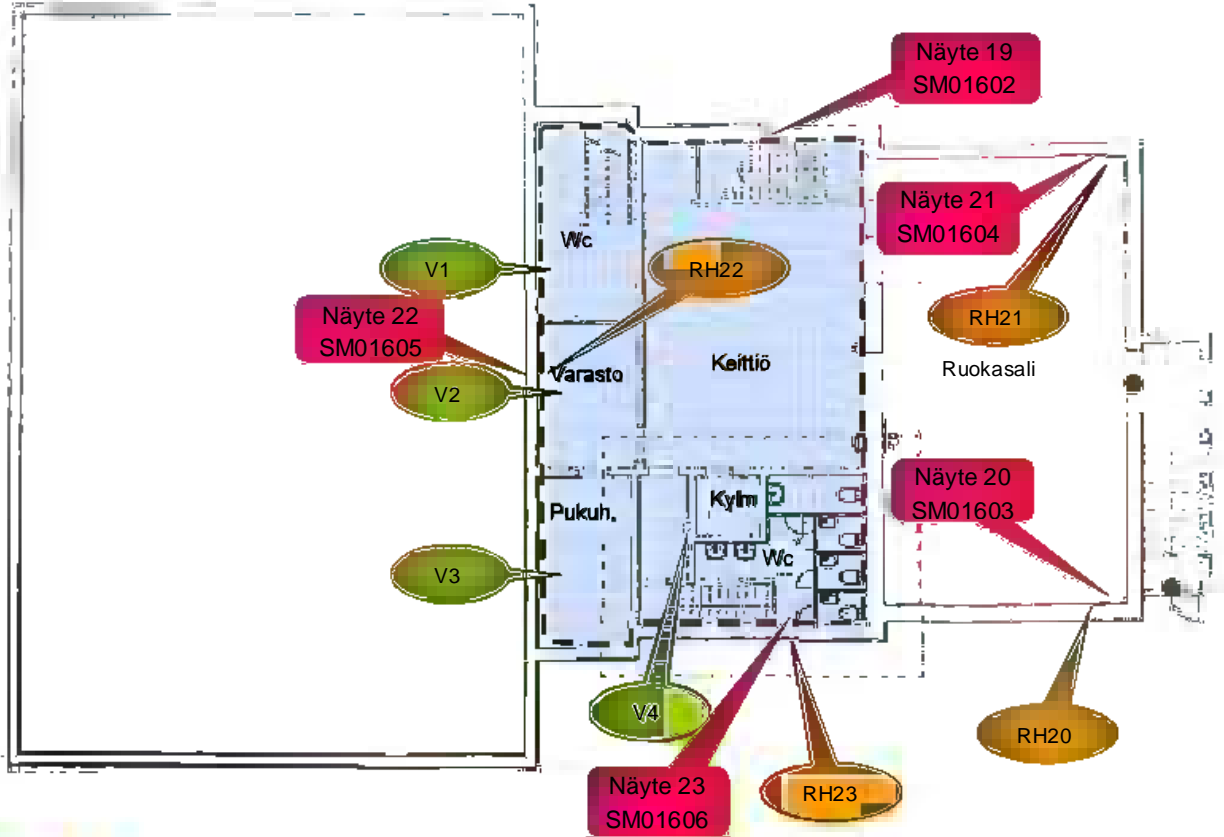 Näyte 19
SM01602
Näyte 21
SM01604
Wc
V1
RH22
Näyte 22
SM01605
RH21
Varasto
Keittiö
Ruokasali
V2
Näyte 20
SM01603
Kylm
Pukuh.
Wc
V3
V4
RH20
Näyte 23
SM01606
RH23